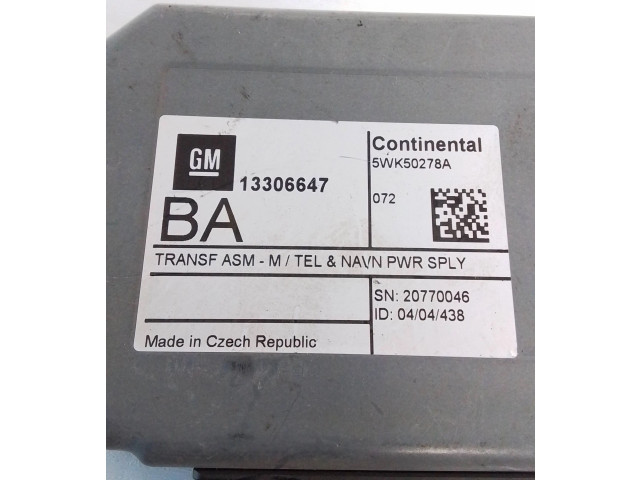 GM
13306647
BA
TRANSF ASM - M / TEL & NAVN PWR SPLY
Made in Czech Republic
Continental
5WK50278A
072
SN: 20770046
ID: 04/04/438